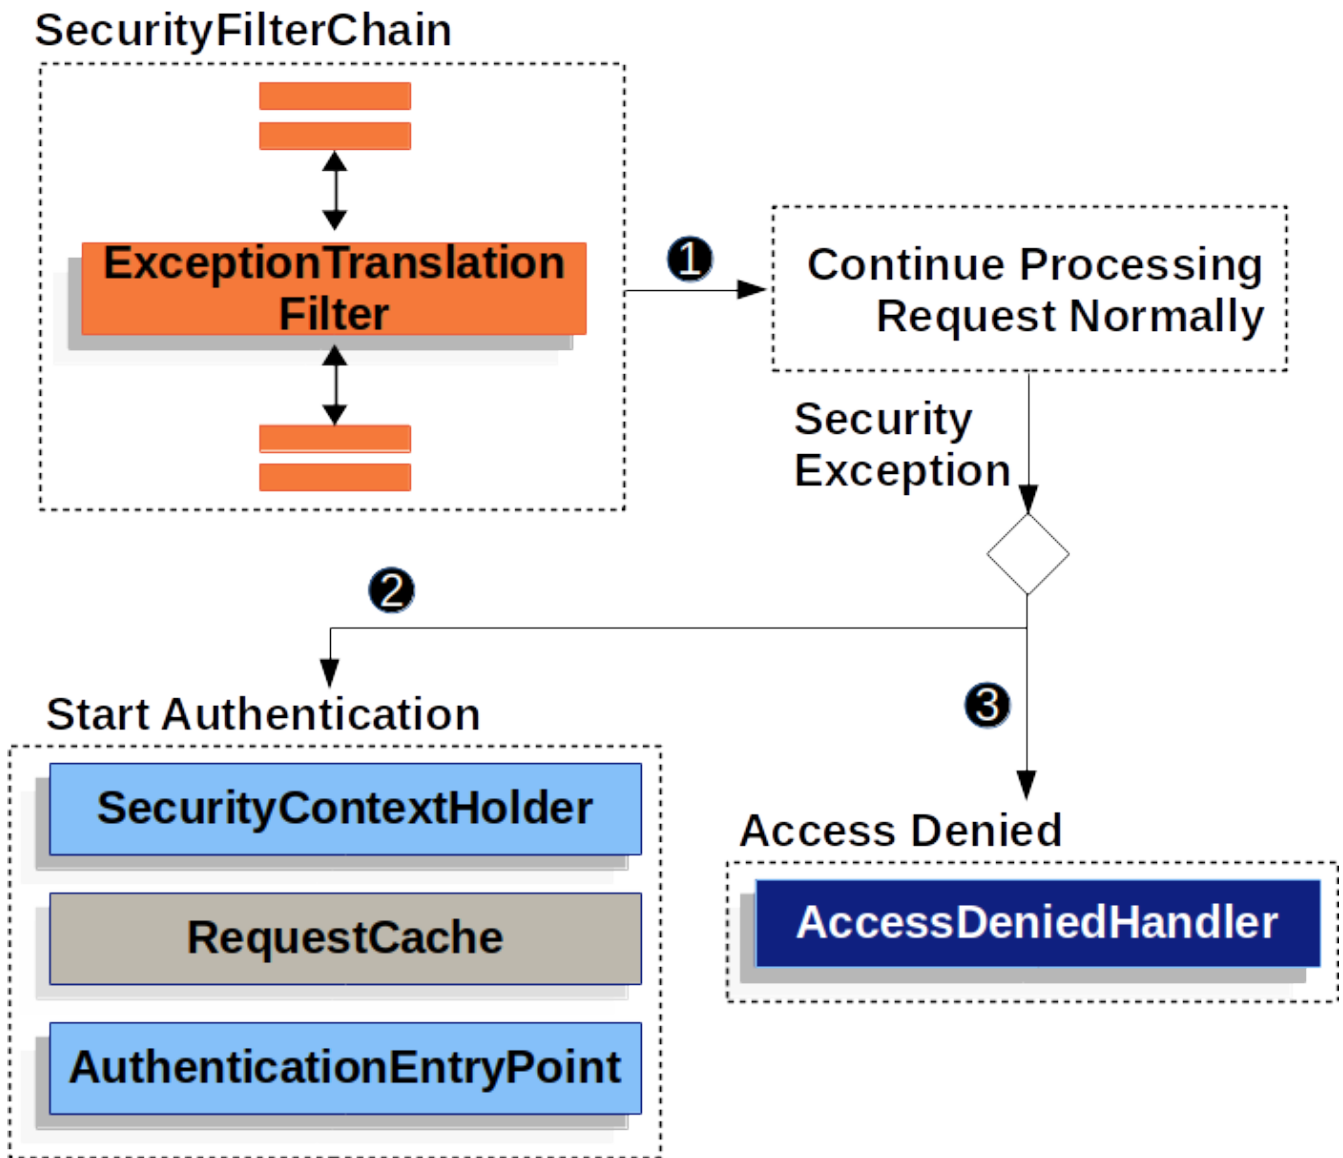 SecurityFilterChain
ExceptionTranslation
Filter
1
Continue Processing
Request Normally
Security
Exception
2
3
Start Authentication
SecurityContextHolder
RequestCache
AuthenticationEntryPoint
Access Denied
AccessDeniedHandler